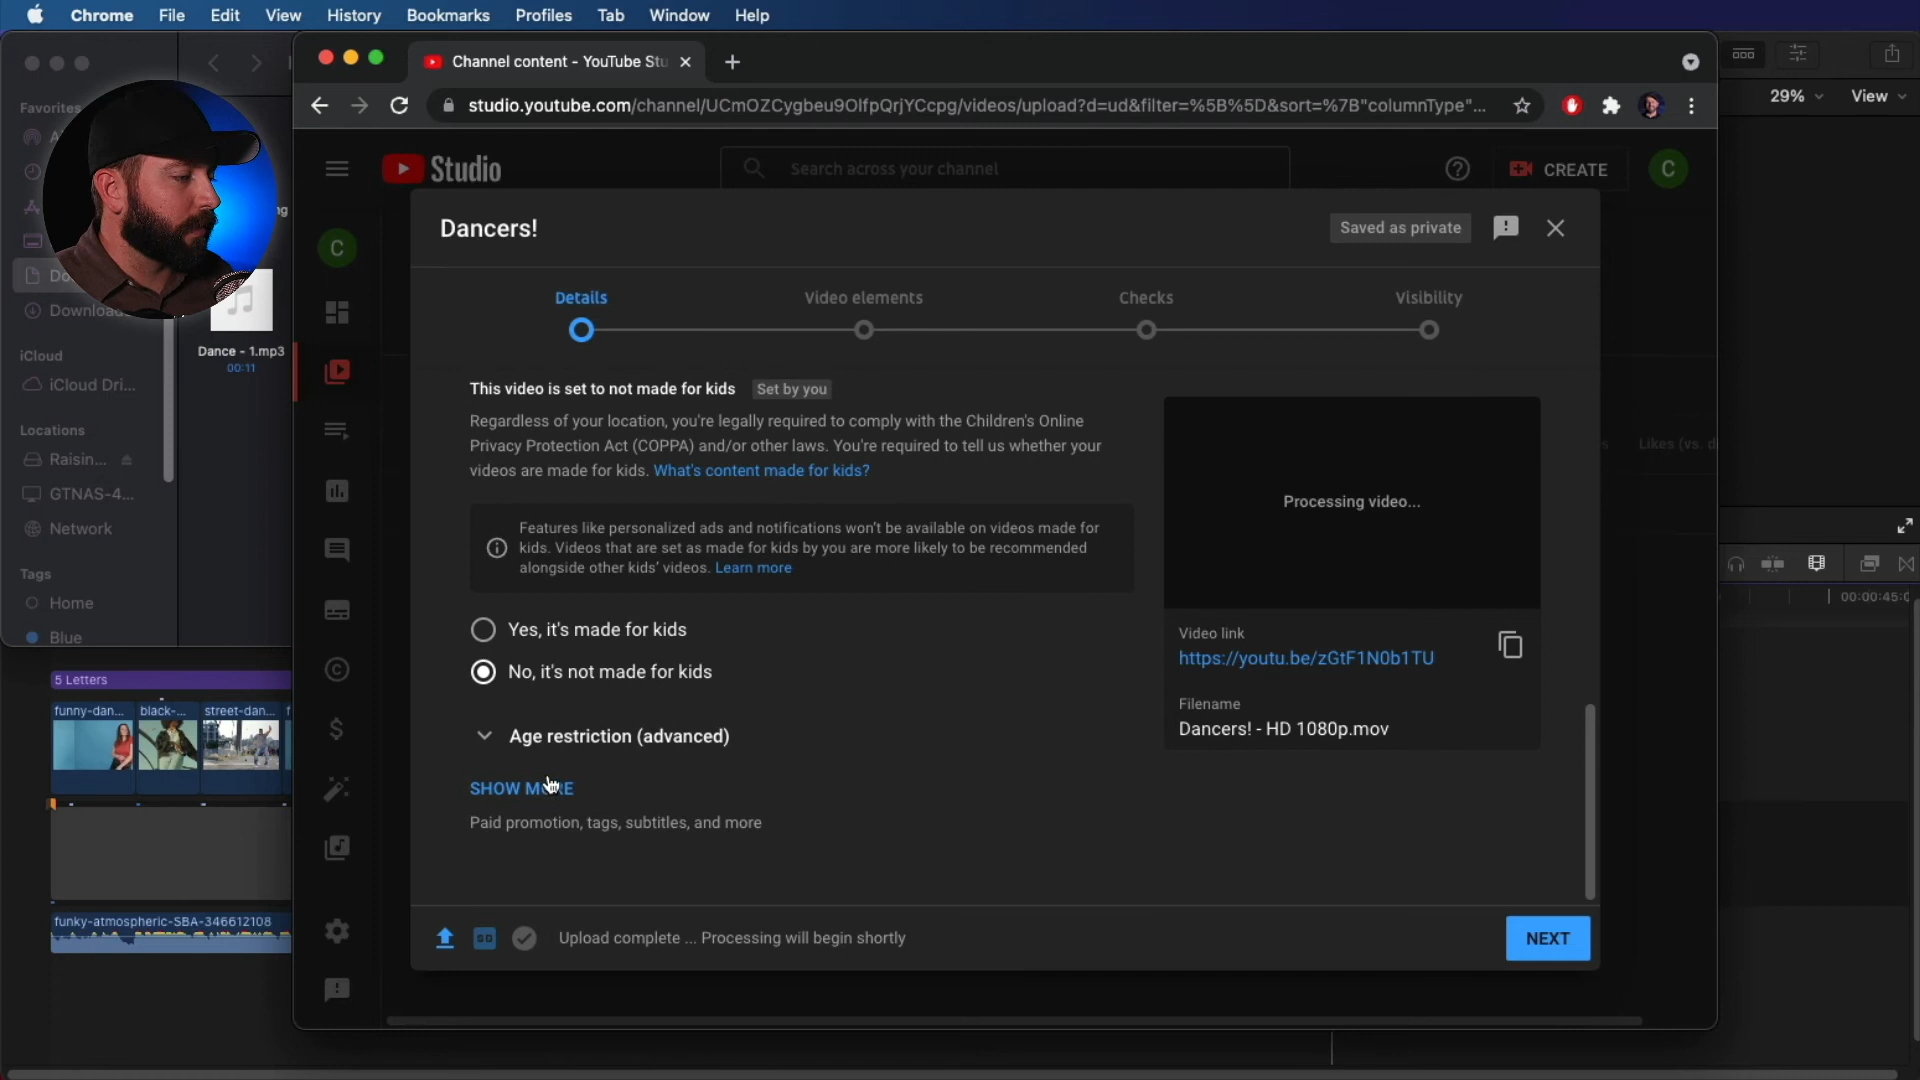 Chrome File Edit View History Bookmarks Profiles Tab Window Help
Channel content - YouTube Stu
studio.youtube.com/channel/UCmOZCygbeu9OlfpQrjYCcpg/videos/upload?d=ud&filter=%5B%5D&sort=%7B"columnType"...
29% View
Favorites
Download
iCloud
iCloud Dri...
Locations
Raisin...
GTNAS-4...
Network
Tags
Home
Blue
Dance - 1.mp3
00:11
Studio
Search across your channel
CREATE
C
C
Dancers!
Saved as private
Details
Video elements
Checks
Visibility
This video is set to not made for kids Set by you
Regardless of your location, you're legally required to comply with the Children's Online
Privacy Protection Act (COPPA) and/or other laws. You're required to tell us whether your
videos are made for kids. What's content made for kids?
Features like personalized ads and notifications won't be available on videos made for
kids. Videos that are set as made for kids by you are more likely to be recommended
alongside other kids' videos. Learn more
Yes, it's made for kids
No, it's not made for kids
Age restriction (advanced)
SHOW MORE
Paid promotion, tags, subtitles, and more
Processing video...
Video link
https://youtu.be/zGtF1N0b1TU
Filename
Dancers! - HD 1080p.mov
Likes (vs. d
00:00:45:0
Upload complete ... Processing will begin shortly
NEXT
5 Letters
funny-dan... black-... street-dan...
funky-atmospheric-SBA-346612108